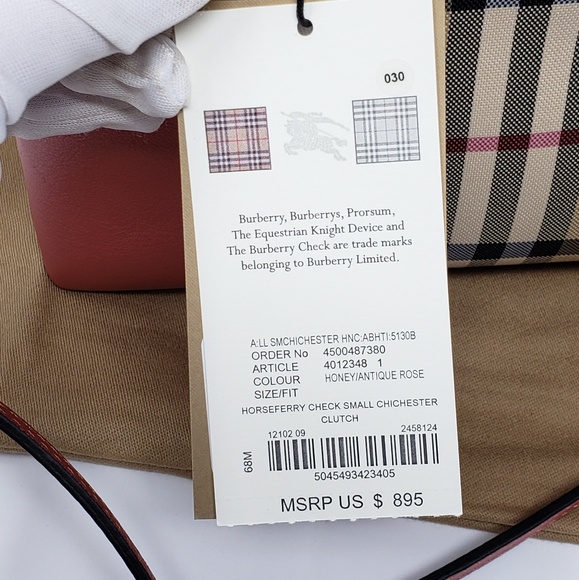 030
Burberry, Burberrys, Prorsum,
The Equestrian Knight Device and
The Burberry Check are trade marks
belonging to Burberry Limited.
A:LL SMCHICHESTER HNC:ABHTI:5130B
ORDER No 4500487380
ARTICLE 4012348 1
COLOUR HONEY/ANTIQUE ROSE
SIZE/FIT
HORSEFERRY CHECK SMALL CHICHESTER
CLUTCH
12102 09 2458124
68M
5045493423405
MSRP US $ 895